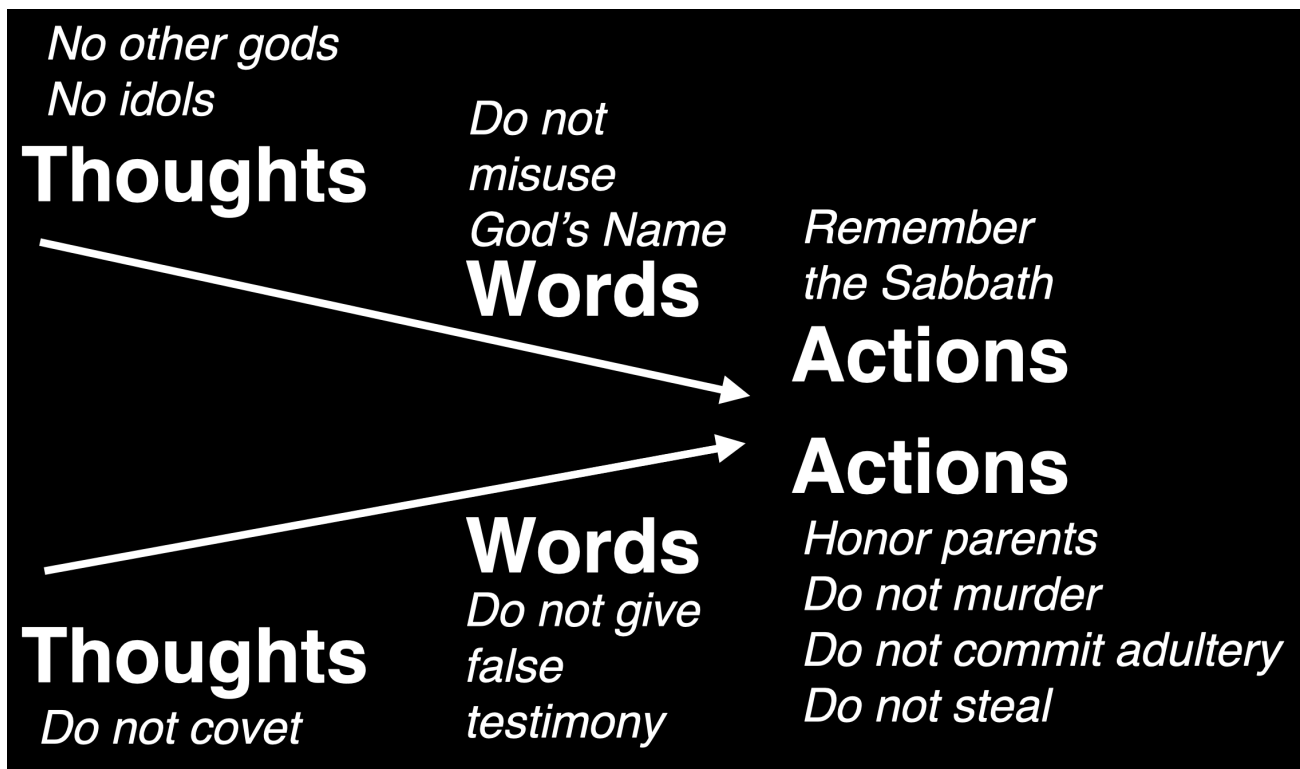 No other gods
No idols
Thoughts
Do not
misuse
God’s Name
Words
Remember
the Sabbath
Actions
Actions
Honor parents
Do not murder
Do not commit adultery
Do not steal
Words
Do not give
false
testimony
Thoughts
Do not covet